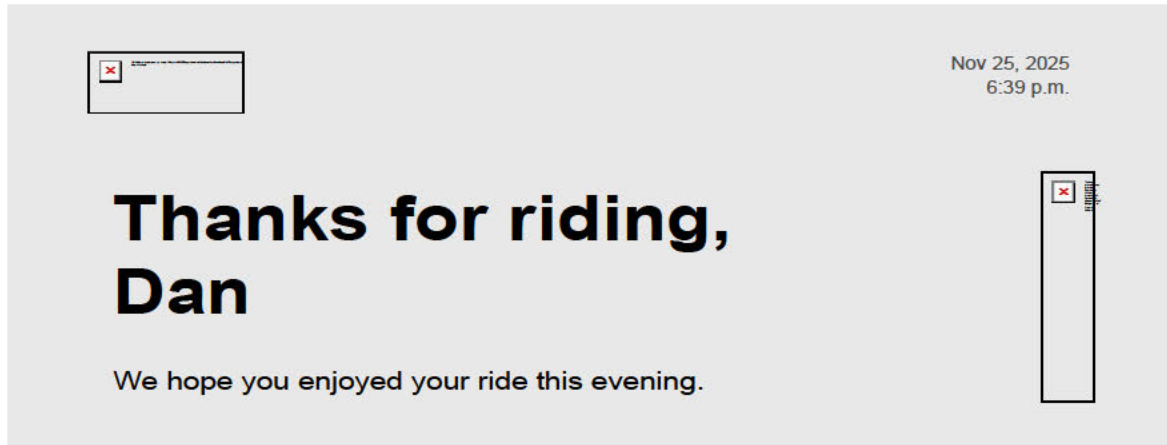 Nov 25, 2025
6:39 p.m.
Thanks for riding,
Dan
We hope you enjoyed your ride this evening.